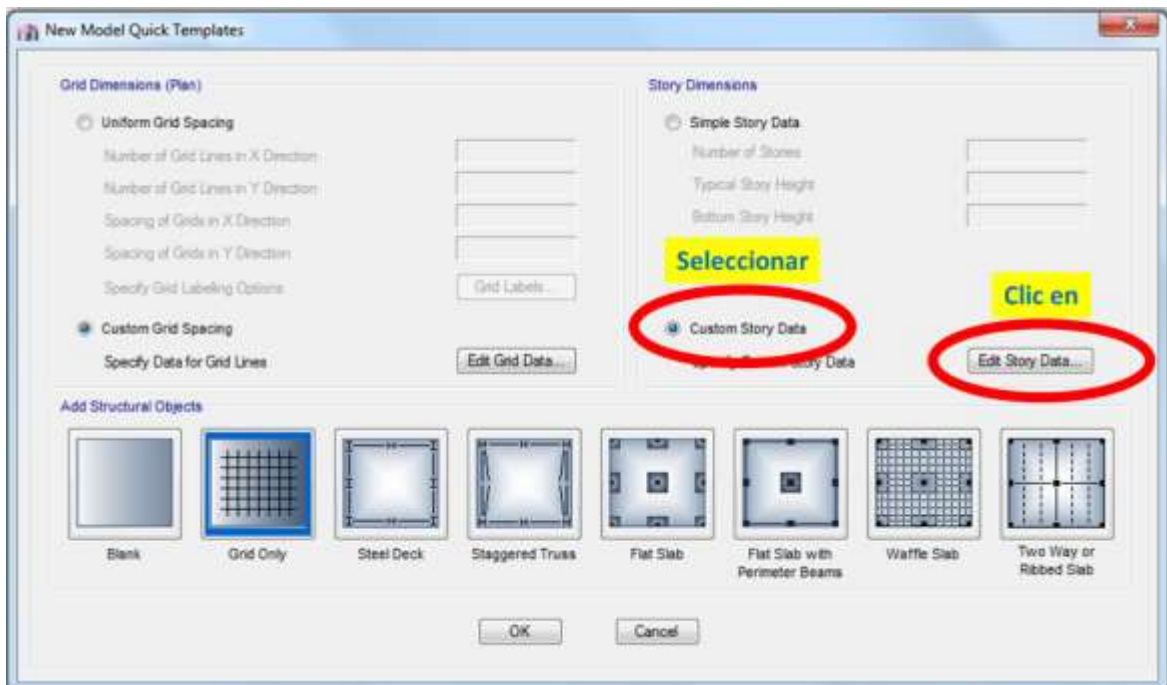 New Model Quick Templates
Grid Dimensions (Plan)
Uniform Grid Spacing
Number of Grid Lines in X Direction
Number of Grid Lines in Y Direction
Spacing of Grids in X Direction
Spacing of Grids in Y Direction
Specify Grid Labeling Options
Grid Labels...
Custom Grid Spacing
Specify Data for Grid Lines
Edit Grid Data...
Story Dimensions
Simple Story Data
Number of Stories
Typical Story Height
Bottom Story Height
Seleccionar
Clic en
Custom Story Data
Story Data
Edit Story Data...
Add Structural Objects
Blank
Grid Only
Steel Deck
Staggered Truss
Flat Slab
Flat Slab with
Perimeter Beams
Waffle Slab
Two Way or
Ribbed Slab
OK
Cancel